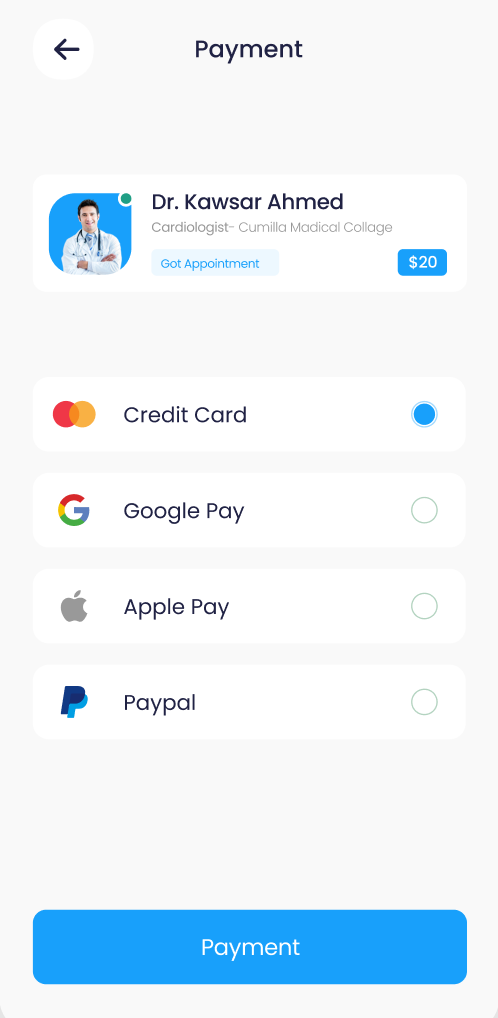 Payment
Dr. Kawsar Ahmed
Cardiologist- Cumilla Madical Collage
Got Appointment
$20
Credit Card
Google Pay
Apple Pay
Paypal
Payment